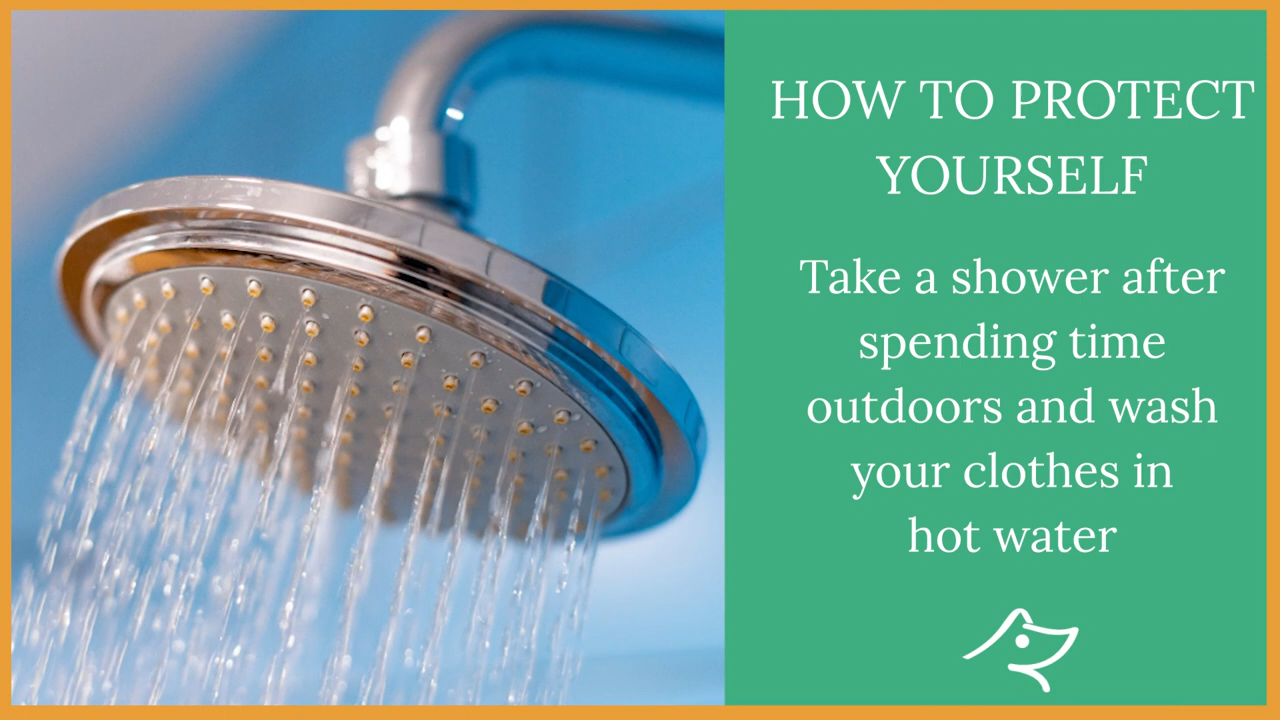 HOW TO PROTECT
YOURSELF
Take a shower after
spending time
outdoors and wash
your clothes in
hot water